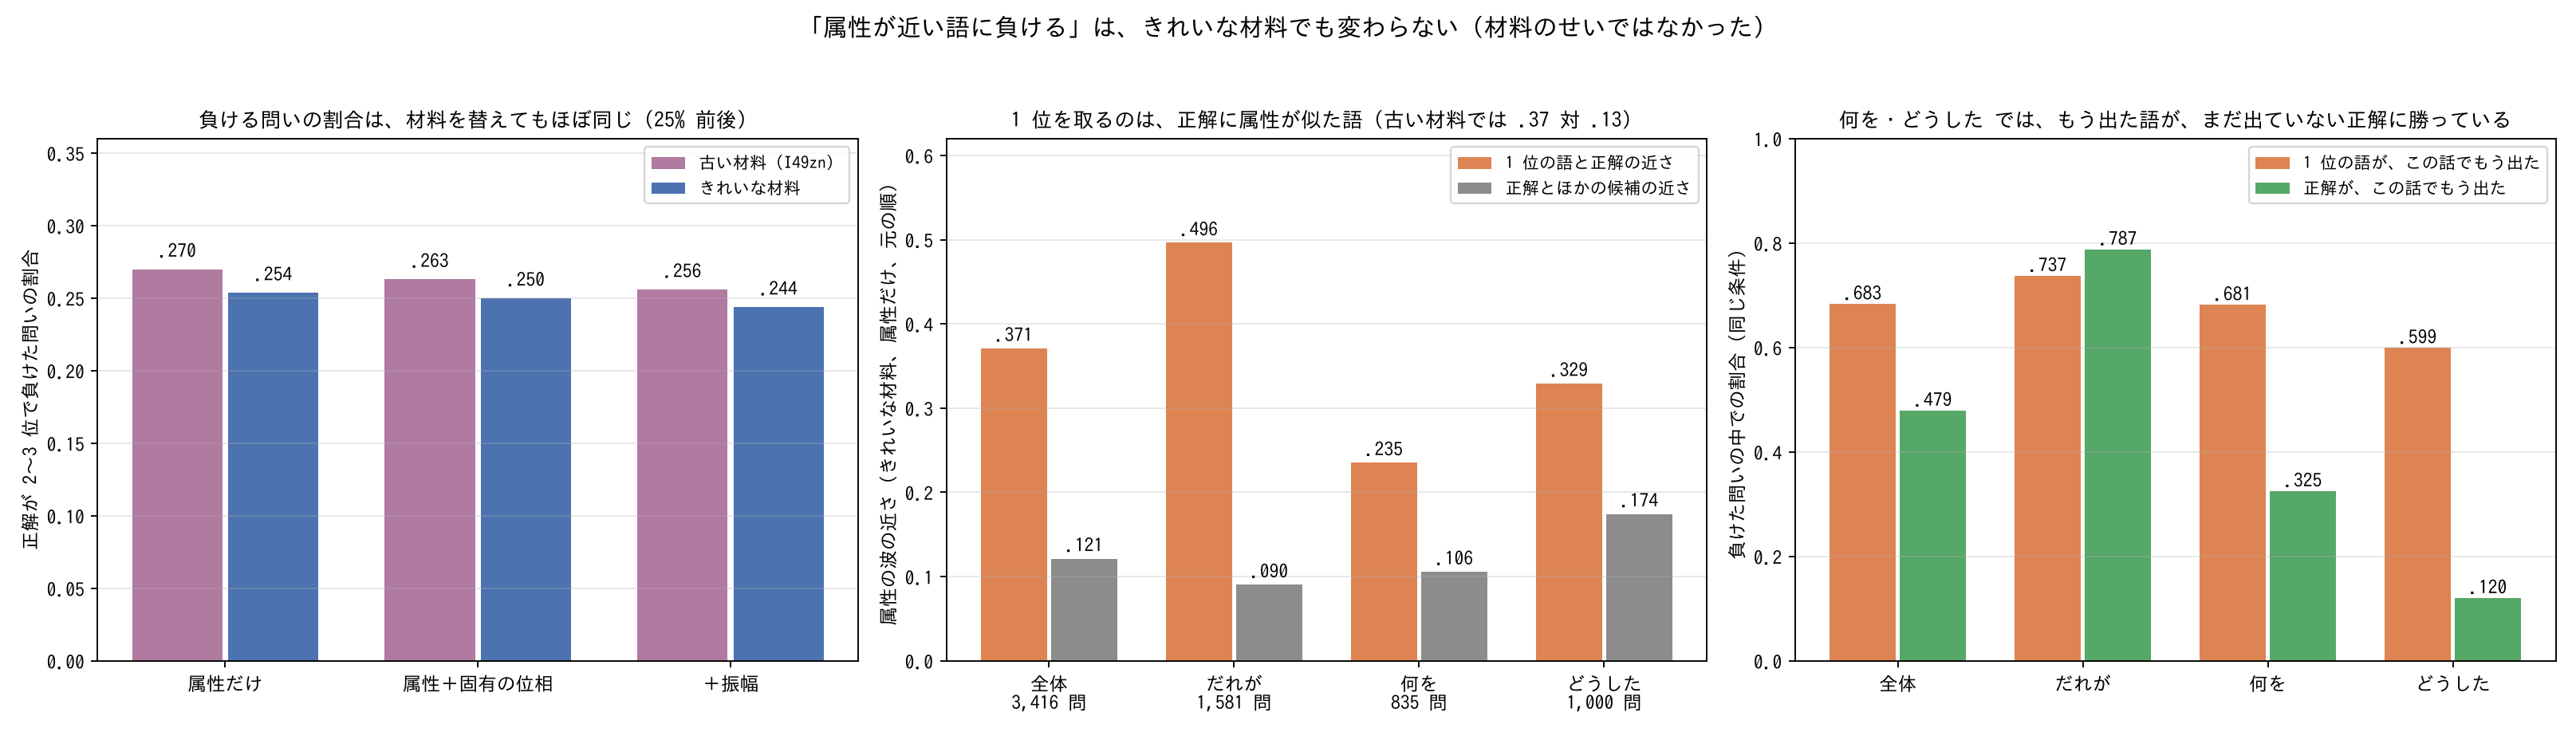 「属性が近い語に負ける」は、きれいな材料でも変わらない（材料のせいではなかった）
負ける問いの割合は、材料を替えてもほぼ同じ（25% 前後）
正解が 2〜3 位で負けた問いの割合
0.35
0.30
0.25
0.20
0.15
0.10
0.05
0.00
古い材料（I49zn）
きれいな材料
.270
.254
.263
.250
.256
.244
属性だけ
属性＋固有の位相
＋振幅
1 位を取るのは、正解に属性が似た語（古い材料では .37 対 .13）
属性の波の近さ（きれいな材料、属性だけ、元の順）
0.6
0.5
0.4
0.3
0.2
0.1
0.0
1 位の語と正解の近さ
正解とほかの候補の近さ
.371
.121
.496
.090
.235
.106
.329
.174
全体
3,416 問
だれが
1,581 問
何を
835 問
どうした
1,000 問
何を・どうした では、もう出た語が、まだ出ていない正解に勝っている
負けた問いの中での割合（同じ条件）
1.0
0.8
0.6
0.4
0.2
0.0
1 位の語が、この話でもう出た
正解が、この話でもう出た
.683
.479
.737
.787
.681
.325
.599
.120
全体
だれが
何を
どうした